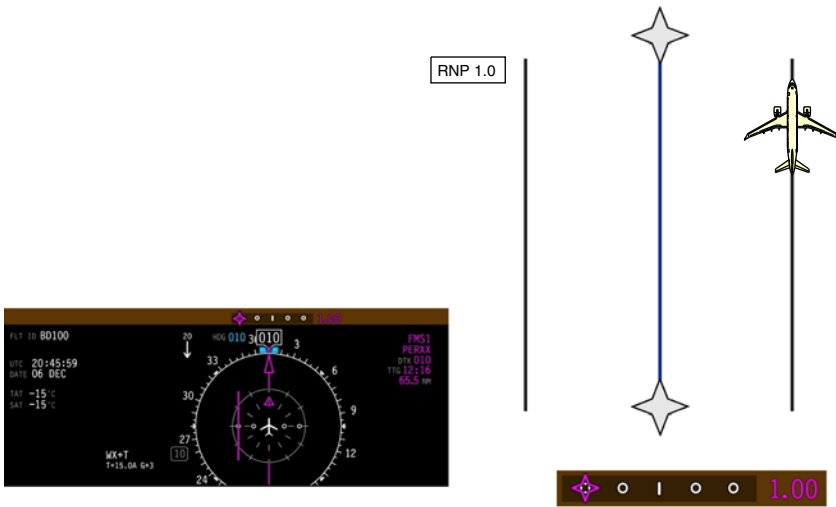 RNP 1.0
1.00
FLT ID BD100
20
HDG 010
010
3
FMS1
PERXX
DTK 010
TTG 12:16
65.5 NM
UTC 20:45:59
DATE 06 DEC
TAT -15°C
SAT -15°C
33
6
30
9
27
12
24
WX+T
T+15.0A G+3
10
1.00